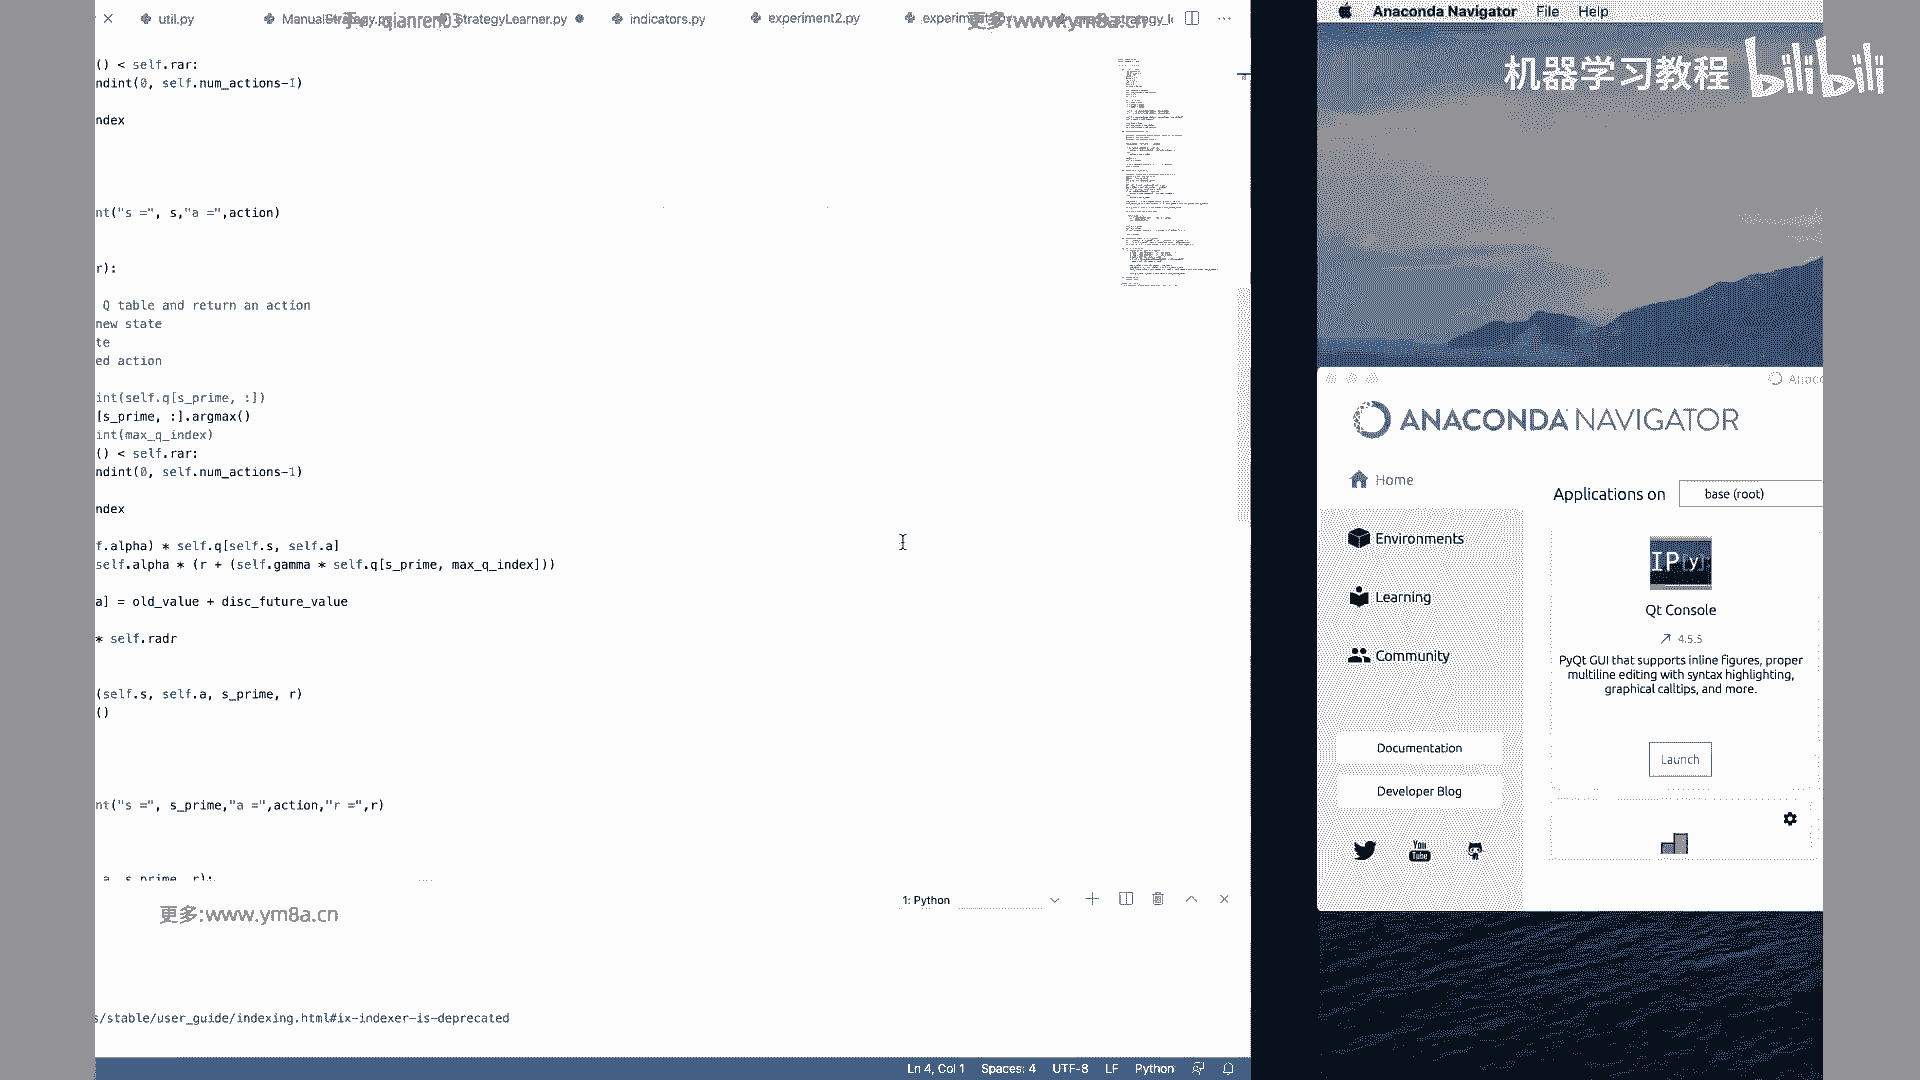 util.py
StrategyLearner.py
indicators.py
experiment2.py
手 qianren03
更多:www.ym8a.cn
() < self.rar:
ndint(0, self.num_actions-1)
ndex
nt("s =", s,"a =",action)
r):
Q table and return an action
new state
te
ed action
int(self.q[s_prime, :])
[s_prime, :].argmax()
int(max_q_index)
() < self.rar:
ndint(0, self.num_actions-1)
ndex
f.alpha) * self.q[self.s, self.a]
self.alpha * (r + (self.gamma * self.q[s_prime, max_q_index]))
a] = old_value + disc_future_value
* self.radr
(self.s, self.a, s_prime, r)
()
nt("s =", s_prime,"a =",action,"r =",r)
a, s_prime, r):
更多:www.ym8a.cn
1: Python
s/stable/user_guide/indexing.html#ix-indexer-is-deprecated
Ln 4, Col 1 Spaces: 4 UTF-8 LF Python
Anaconda Navigator File Help
机器学习教程 bilibili
Anaco
ANACONDA NAVIGATOR
Home
Applications on base (root)
Environments
Learning
Community
IP[y]:
Qt Console
4.5.5
PyQt GUI that supports inline figures, proper
multiline editing with syntax highlighting,
graphical calltips, and more.
Launch
Documentation
Developer Blog
You
Tube